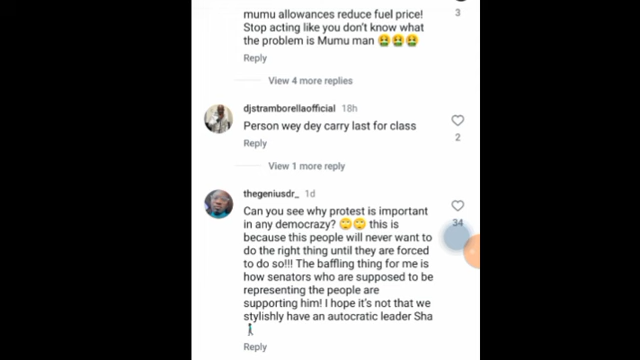 mumu allowances reduce fuel price!
Stop acting like you don't know what
the problem is Mumu man 🤮🤮🤮
3
Reply
View 4 more replies
djstramborellaofficial 18h
Person wey dey carry last for class
2
Reply
View 1 more reply
thegeniusdr_ 1d
Can you see why protest is important
in any democracy? 🙄🙄 this is
because this people will never want to
do the right thing until they are forced
to do so!!! The baffling thing for me is
how senators who are supposed to be
representing the people are
supporting him! I hope it's not that we
stylishly have an autocratic leader Sha
🚶🏿‍♂️
34
Reply